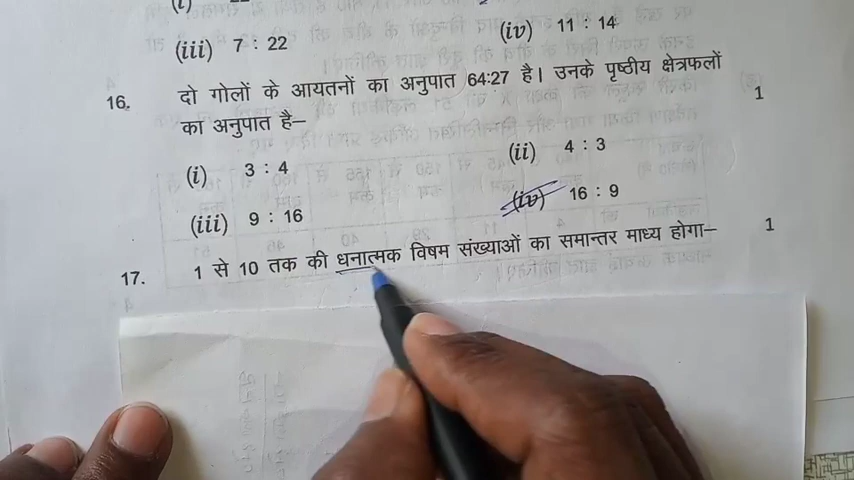 (i)
(iii) 7 : 22
(iv) 11 : 14
16. दो गोलों के आयतनों का अनुपात 64:27 है। उनके पृष्ठीय क्षेत्रफलों
का अनुपात है– 1
(i) 3 : 4
(ii) 4 : 3
(iii) 9 : 16
(iv) 16 : 9
17. 1 से 10 तक की धनात्मक विषम संख्याओं का समान्तर माध्य होगा– 1